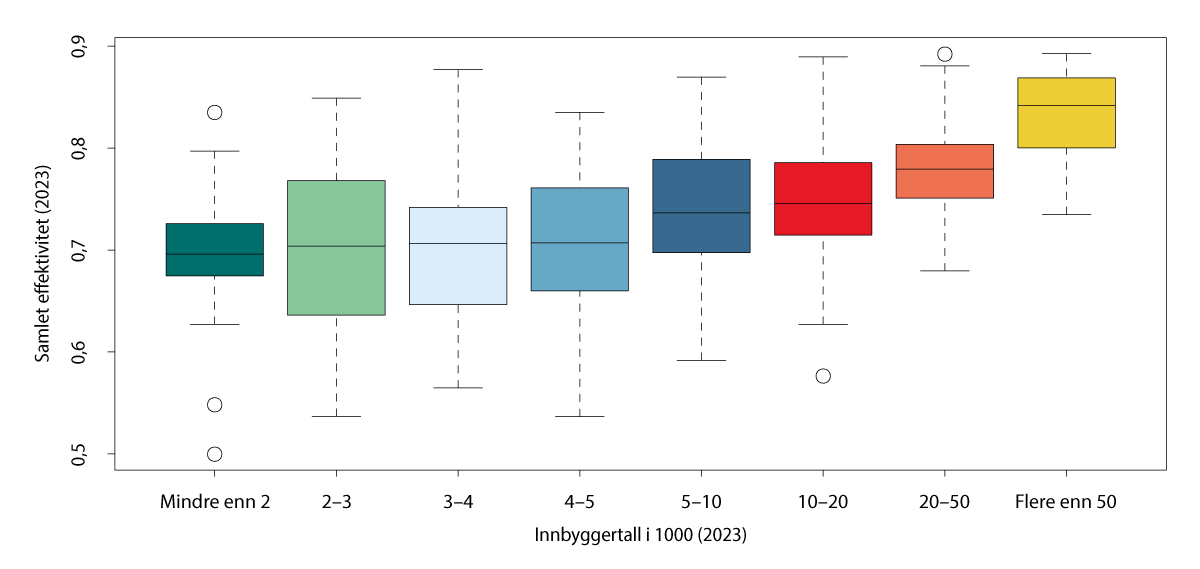 Samlet effektivitet (2023)
0,9
0,8
0,7
0,6
0,5
Mindre enn 2
2–3
3–4
4–5
5–10
10–20
20–50
Flere enn 50
Innbyggertall i 1000 (2023)